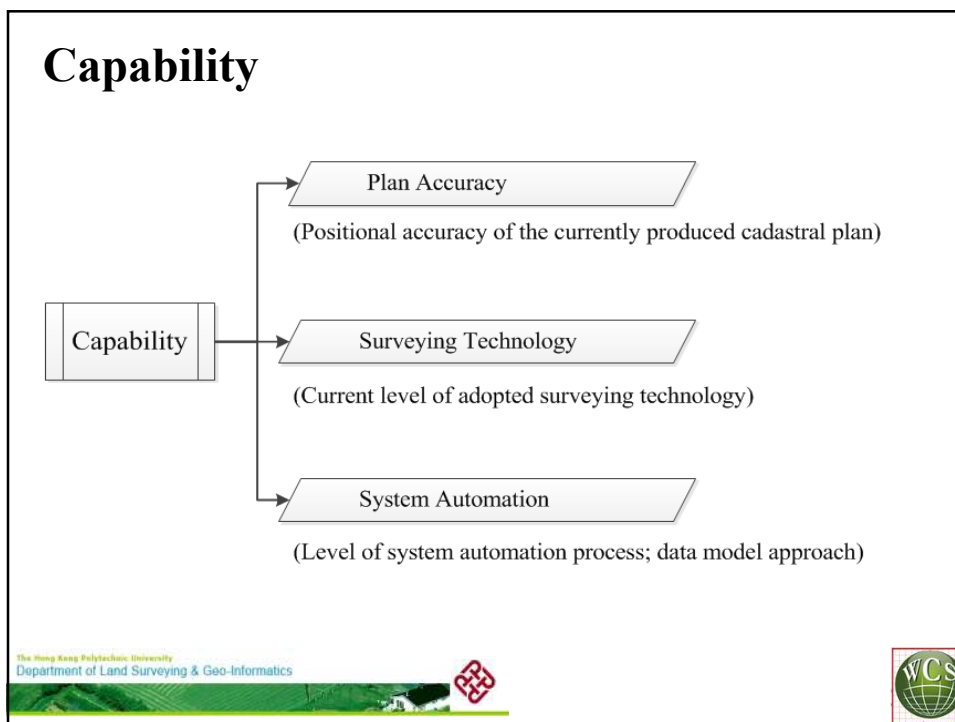 Capability
Plan Accuracy
(Positional accuracy of the currently produced cadastral plan)
Capability
Surveying Technology
(Current level of adopted surveying technology)
System Automation
(Level of system automation process; data model approach)
The Hong Kong Polytechnic University
Department of Land Surveying & Geo-Informatics
WCS